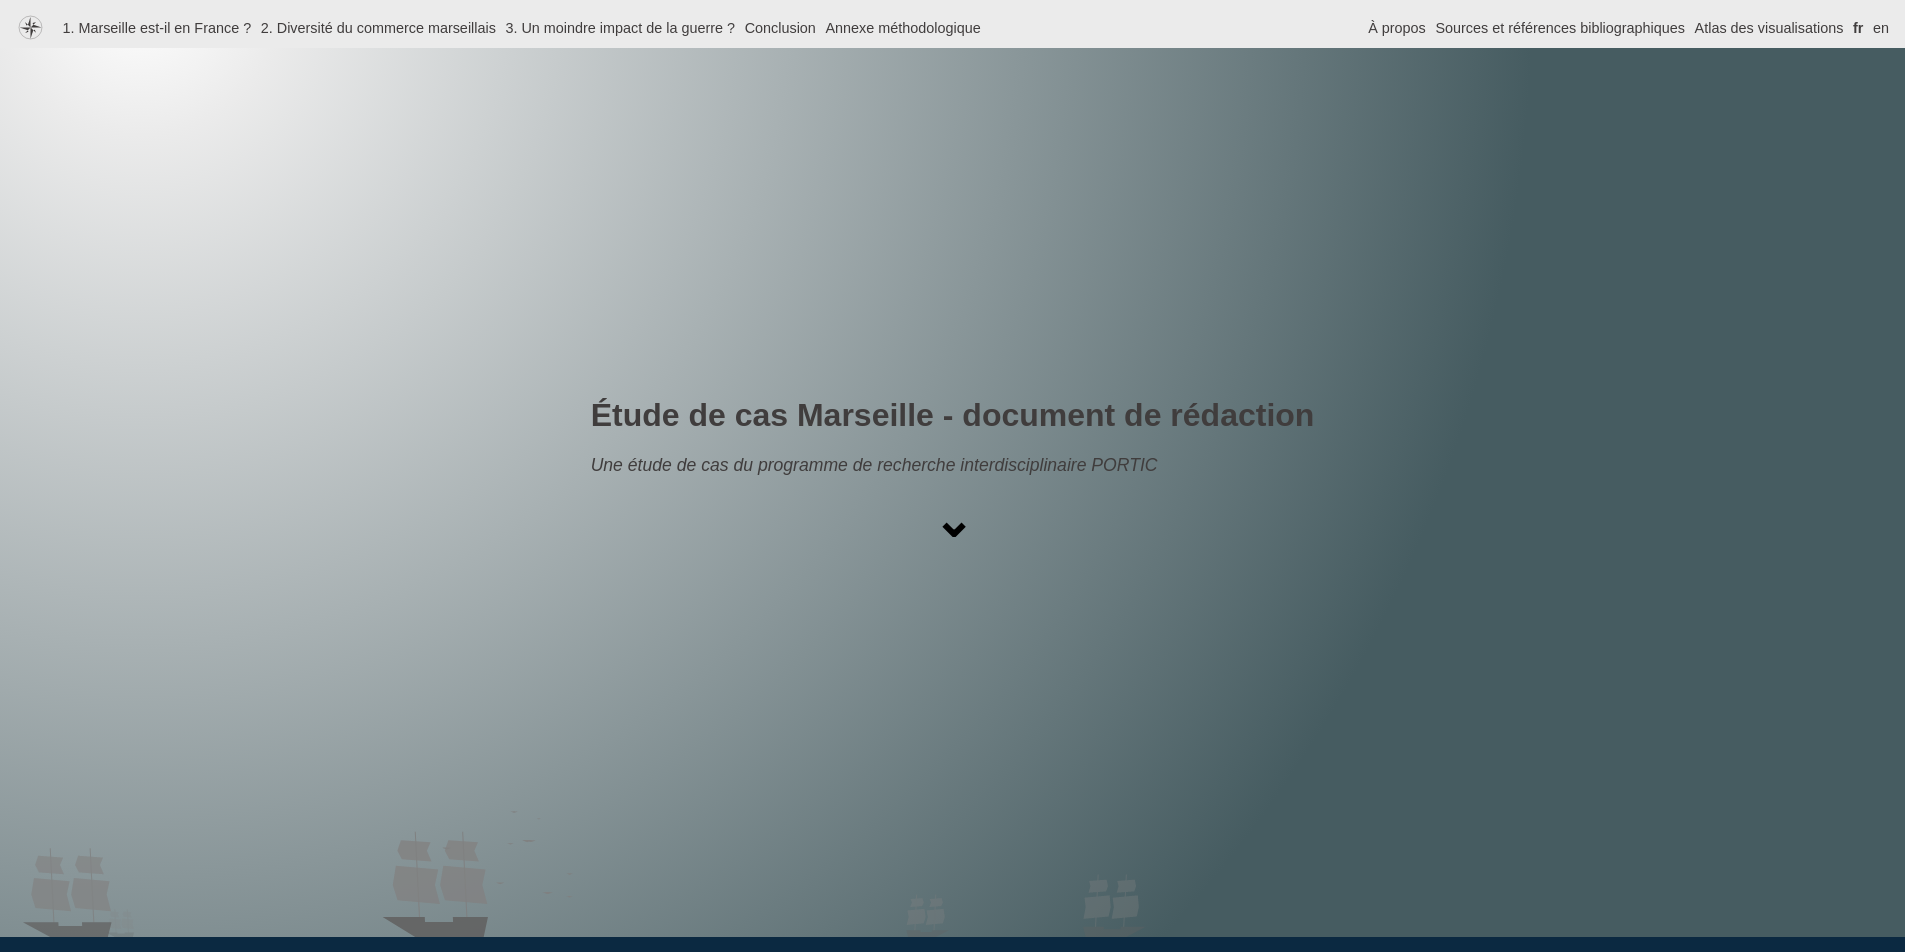 1. Marseille est-il en France ? 2. Diversité du commerce marseillais 3. Un moindre impact de la guerre ? Conclusion Annexe méthodologique À propos Sources et références bibliographiques Atlas des visualisations fr en
Étude de cas Marseille - document de rédaction
Une étude de cas du programme de recherche interdisciplinaire PORTIC